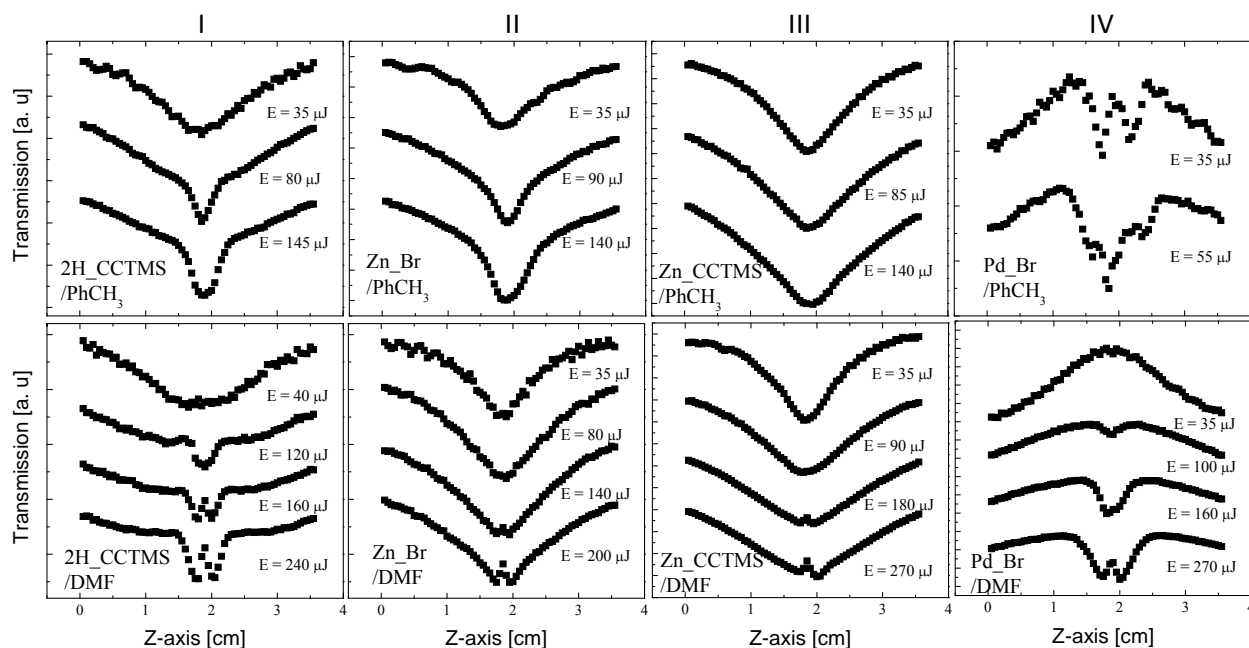 I II III IV
Transmission [a. u]
E = 35 μJ
E = 80 μJ
E = 145 μJ
2H_CCTMS
/PhCH₃
E = 35 μJ
E = 90 μJ
E = 140 μJ
Zn_Br
/PhCH₃
E = 35 μJ
E = 85 μJ
E = 140 μJ
Zn_CCTMS
/PhCH₃
E = 35 μJ
E = 55 μJ
Pd_Br
/PhCH₃
Transmission [a. u]
E = 40 μJ
E = 120 μJ
E = 160 μJ
E = 240 μJ
2H_CCTMS
/DMF
E = 35 μJ
E = 80 μJ
E = 140 μJ
E = 200 μJ
Zn_Br
/DMF
E = 35 μJ
E = 90 μJ
E = 180 μJ
E = 270 μJ
Zn_CCTMS
/DMF
E = 35 μJ
E = 100 μJ
E = 160 μJ
E = 270 μJ
Pd_Br
/DMF
0 1 2 3 4 0 1 2 3 4 0 1 2 3 4 0 1 2 3 4
Z-axis [cm] Z-axis [cm] Z-axis [cm] Z-axis [cm]